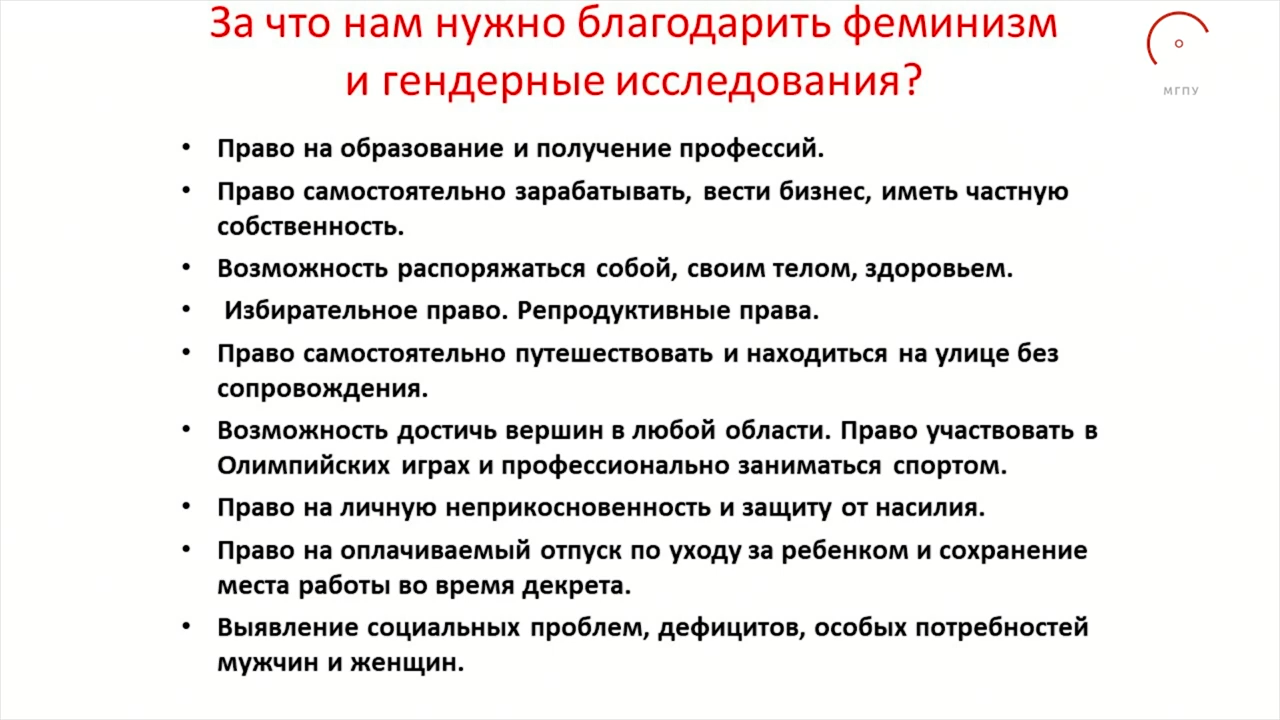 За что нам нужно благодарить феминизм
и гендерные исследования?
МГПУ
• Право на образование и получение профессий.
• Право самостоятельно зарабатывать, вести бизнес, иметь частную
собственность.
• Возможность распоряжаться собой, своим телом, здоровьем.
• Избирательное право. Репродуктивные права.
• Право самостоятельно путешествовать и находиться на улице без
сопровождения.
• Возможность достичь вершин в любой области. Право участвовать в
Олимпийских играх и профессионально заниматься спортом.
• Право на личную неприкосновенность и защиту от насилия.
• Право на оплачиваемый отпуск по уходу за ребенком и сохранение
места работы во время декрета.
• Выявление социальных проблем, дефицитов, особых потребностей
мужчин и женщин.